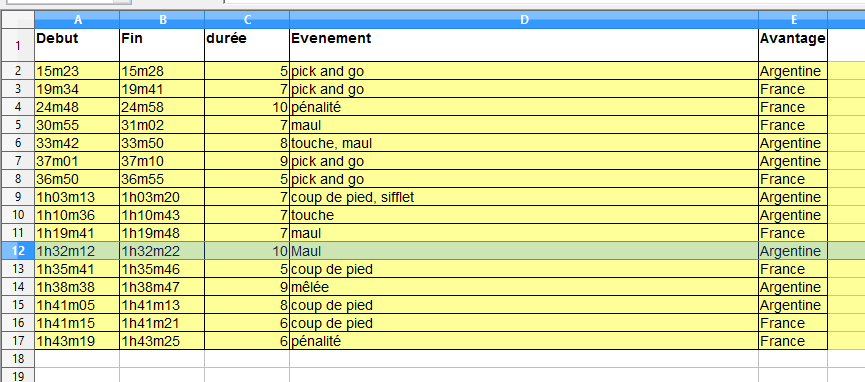 A B C D E
1 Debut Fin durée Evenement Avantage
2 15m23 15m28 5 pick and go Argentine
3 19m34 19m41 7 pick and go France
4 24m48 24m58 10 pénalité France
5 30m55 31m02 7 maul France
6 33m42 33m50 8 touche, maul Argentine
7 37m01 37m10 9 pick and go Argentine
8 36m50 36m55 5 pick and go France
9 1h03m13 1h03m20 7 coup de pied, sifflet Argentine
10 1h10m36 1h10m43 7 touche Argentine
11 1h19m41 1h19m48 7 maul France
12 1h32m12 1h32m22 10 Maul Argentine
13 1h35m41 1h35m46 5 coup de pied France
14 1h38m38 1h38m47 9 mêlée Argentine
15 1h41m05 1h41m13 8 coup de pied Argentine
16 1h41m15 1h41m21 6 coup de pied France
17 1h43m19 1h43m25 6 pénalité France
18
19